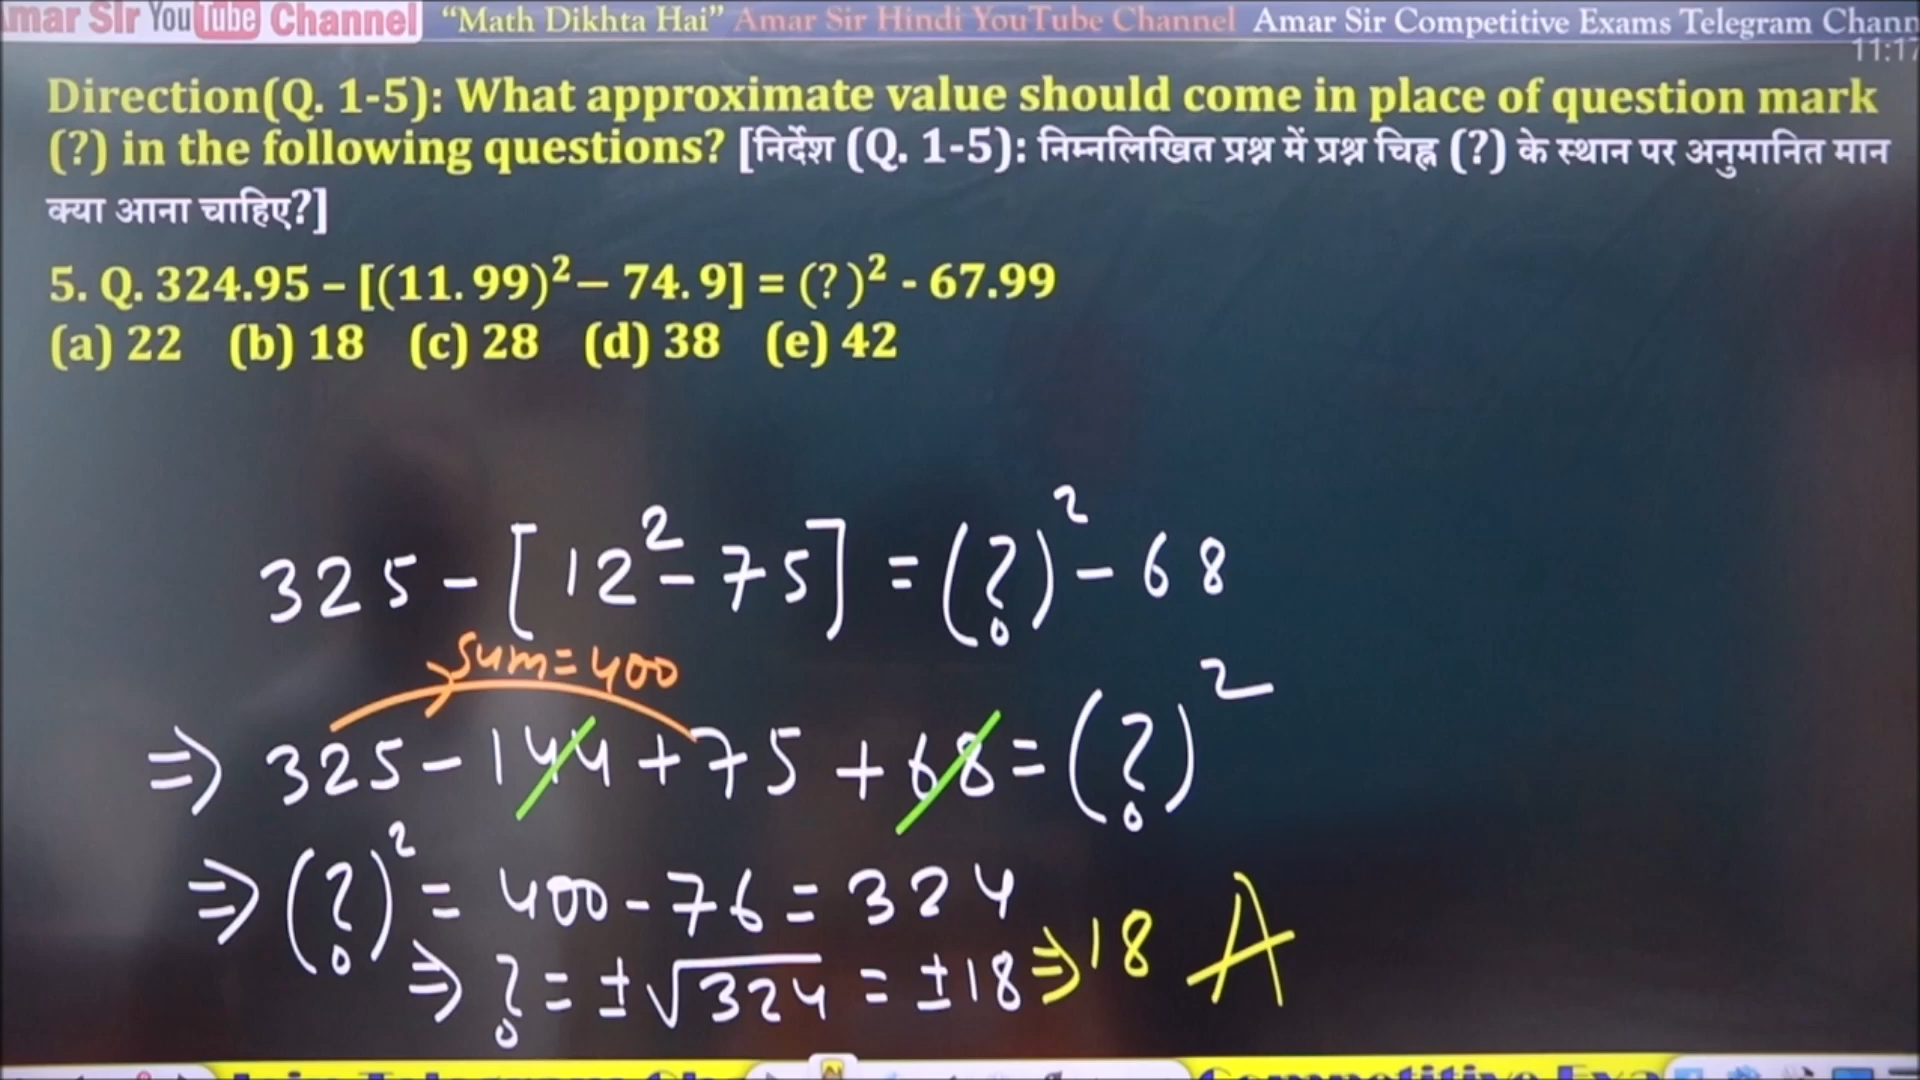 mar Sir YouTube Channel "Math Dikhta Hai" Amar Sir Hindi YouTube Channel Amar Sir Competitive Exams Telegram Chann
11:17
Direction(Q. 1-5): What approximate value should come in place of question mark
(?) in the following questions? [निर्देश (Q. 1-5): निम्नलिखित प्रश्न में प्रश्न चिह्न (?) के स्थान पर अनुमानित मान
क्या आना चाहिए?]
5. Q. 324.95 – [(11.99)² – 74.9] = (?)² - 67.99
(a) 22 (b) 18 (c) 28 (d) 38 (e) 42
325 - [12² - 75] = (?)² - 68
sum = 400
⇒ 325 - 144 + 75 + 68 = (?)²
⇒ (?)² = 400 - 76 = 324
⇒ ? = ±√324 = ±18 ⇒ 18 A